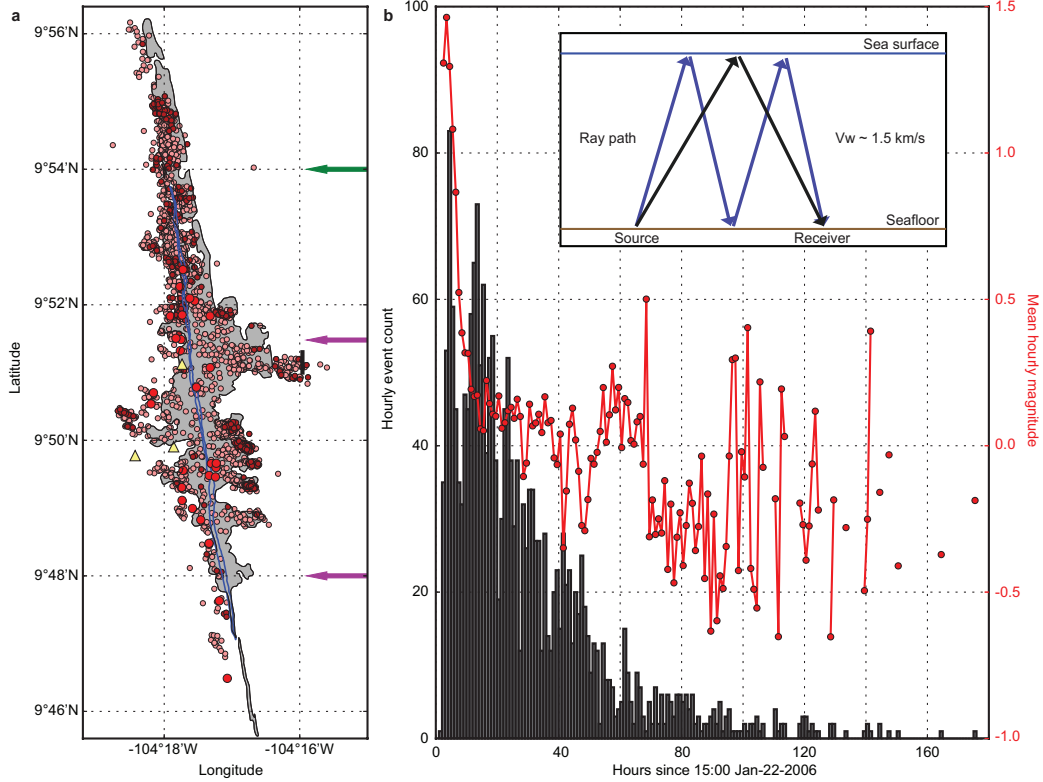 a
b
9°56'N
9°54'N
9°52'N
9°50'N
9°48'N
9°46'N
Latitude
-104°18'W
-104°16'W
Longitude
100
80
60
40
20
0
Hourly event count
0
40
80
120
160
Hours since 15:00 Jan-22-2006
1.5
1.0
0.5
0.0
-0.5
-1.0
Mean hourly magnitude
Sea surface
Ray path
Vw ~ 1.5 km/s
Seafloor
Source
Receiver